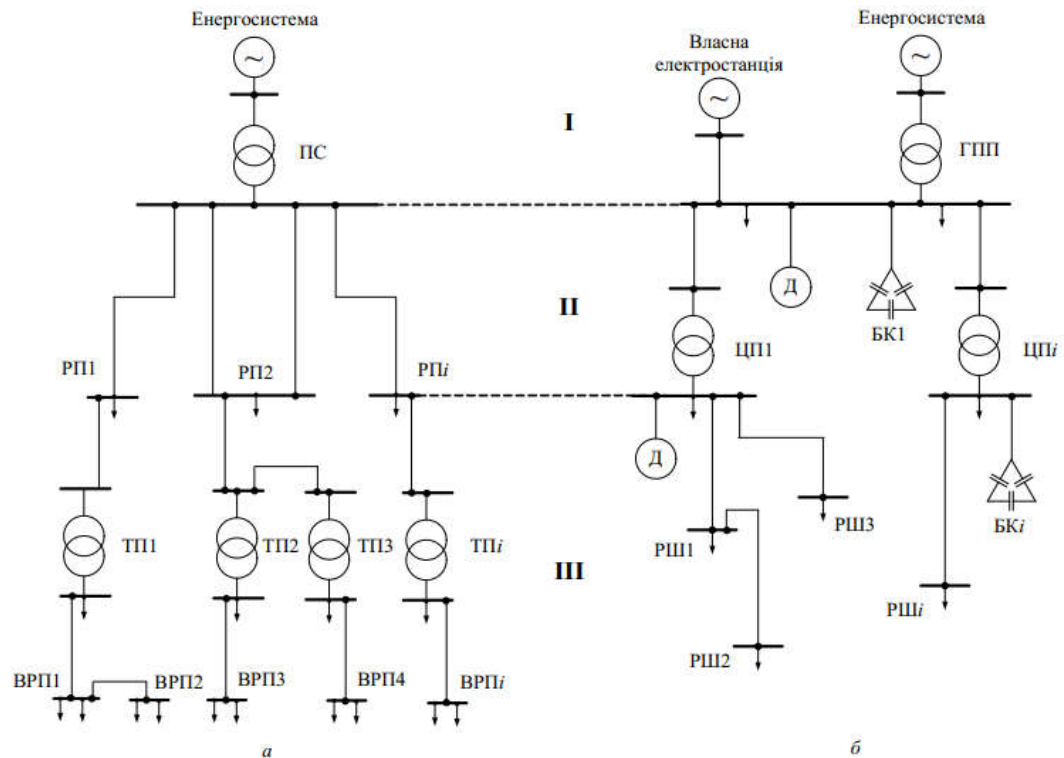 Енергосистема
Енергосистема
Власна
електростанція
~
~
~
I
ПС
ГПП
Д
II
БК1
ЦП1
ЦПi
РП1
РП2
РПi
Д
РШ3
БКi
ТП1
ТП2
ТП3
ТПi
РШ1
III
РШi
РШ2
ВРП1
ВРП2
ВРП3
ВРП4
ВРПi
а
б